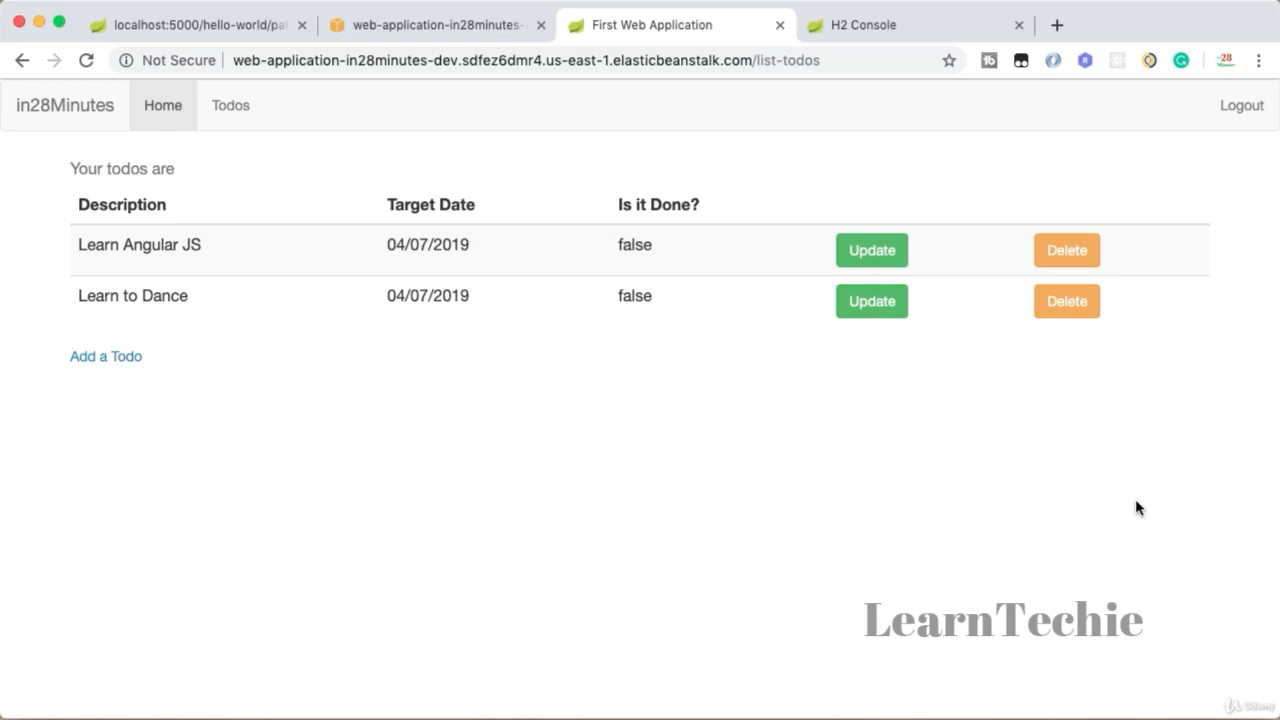 localhost:5000/hello-world/pat
web-application-in28minutes-
First Web Application
H2 Console
Not Secure
web-application-in28minutes-dev.sdfez6dmr4.us-east-1.elasticbeanstalk.com/list-todos
in28Minutes
Home
Todos
Logout
Your todos are
Description Target Date Is it Done?
Learn Angular JS 04/07/2019 false Update Delete
Learn to Dance 04/07/2019 false Update Delete
Add a Todo
LearnTechie
Udemy